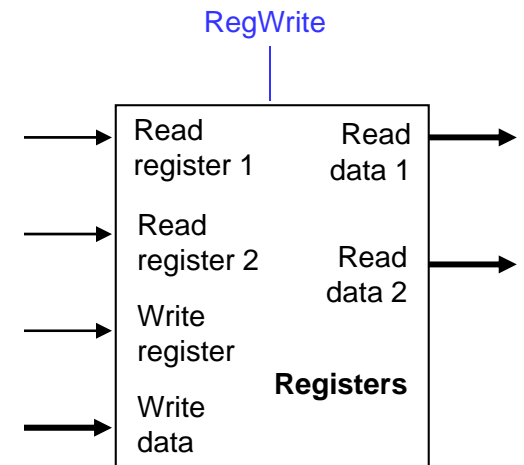 RegWrite
Read
register 1
Read
data 1
Read
register 2
Read
data 2
Write
register
Registers
Write
data